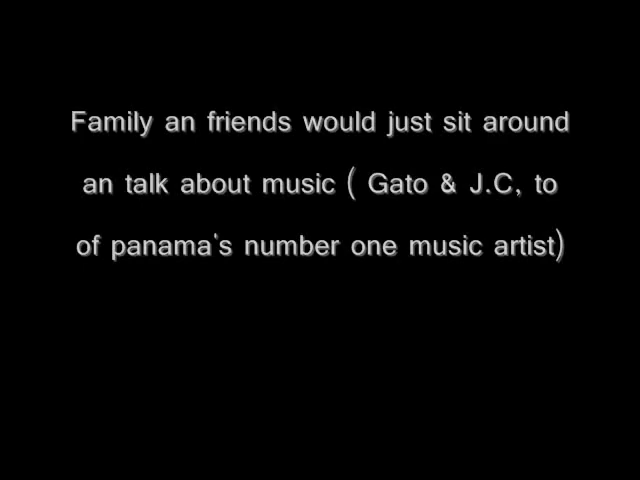 Family an friends would just sit around
an talk about music ( Gato & J.C, to
of panama's number one music artist)